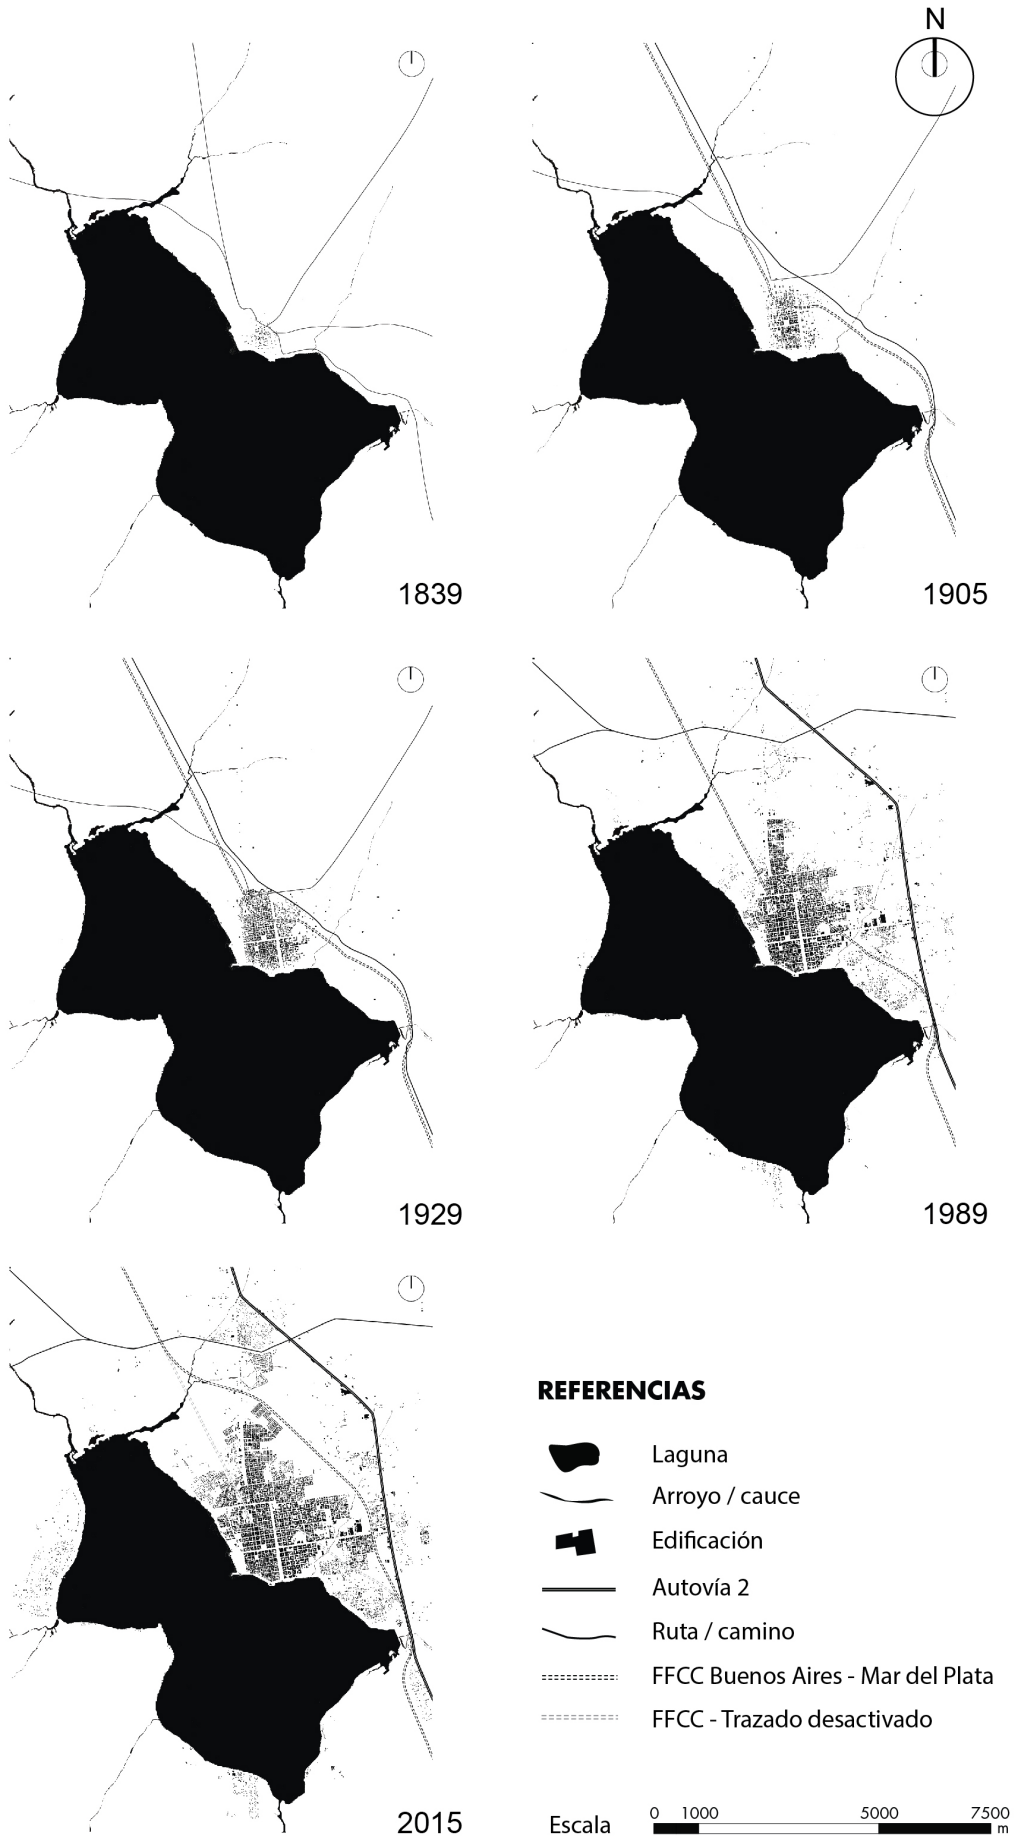 N
1839
1905
1929
1989
2015
REFERENCIAS
Laguna
Arroyo / cauce
Edificación
Autovía 2
Ruta / camino
FFCC Buenos Aires - Mar del Plata
FFCC - Trazado desactivado
Escala
0 1000 5000 7500
m